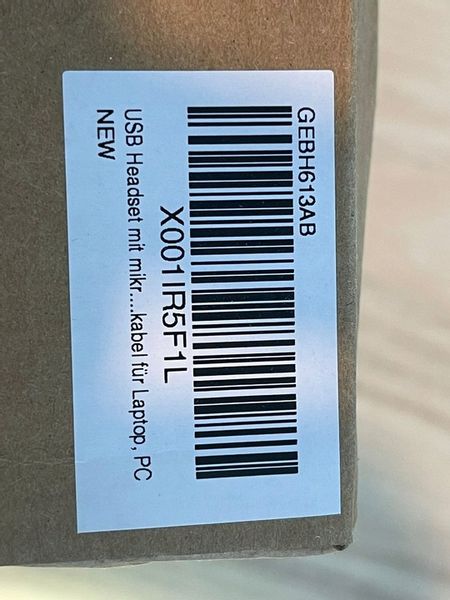 GEBH613AB
X001IR5F1L
USB Headset mit mikr....kabel für Laptop, PC
NEW